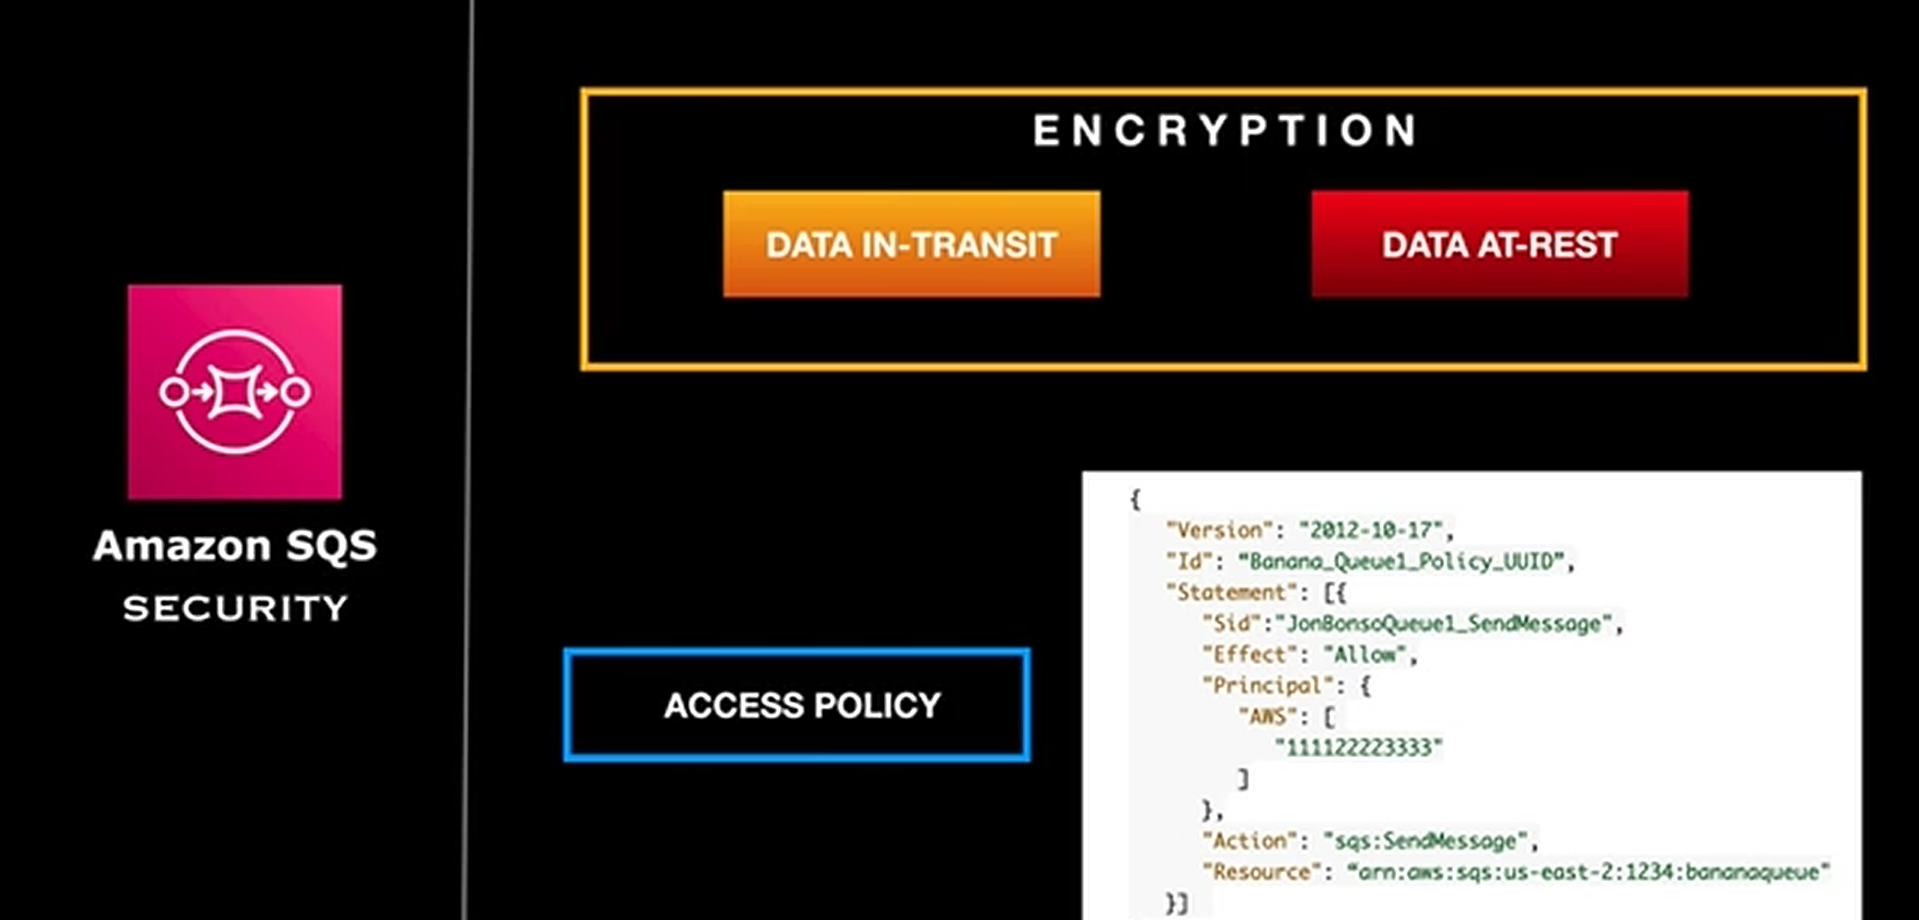 Amazon SQS
SECURITY
ENCRYPTION
DATA IN-TRANSIT
DATA AT-REST
ACCESS POLICY
{
"Version": "2012-10-17",
"Id": “Banana_Queue1_Policy_UUID”,
"Statement": [{
"Sid":"JonBonsoQueue1_SendMessage",
"Effect": "Allow",
"Principal": {
"AWS": [
"111122223333"
]
},
"Action": "sqs:SendMessage",
"Resource": “arn:aws:sqs:us-east-2:1234:bananaqueue"
}]